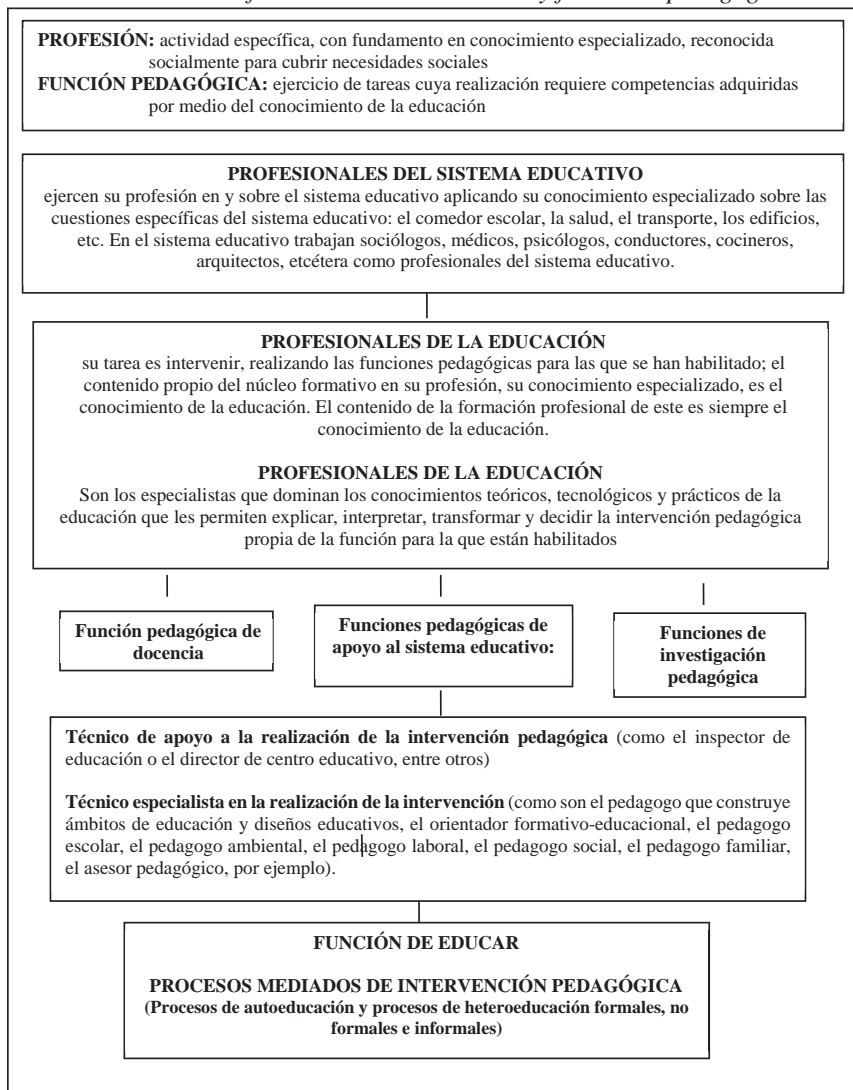 PROFESIÓN: actividad específica, con fundamento en conocimiento especializado, reconocida
socialmente para cubrir necesidades sociales
FUNCIÓN PEDAGÓGICA: ejercicio de tareas cuya realización requiere competencias adquiridas
por medio del conocimiento de la educación
PROFESIONALES DEL SISTEMA EDUCATIVO
ejercen su profesión en y sobre el sistema educativo aplicando su conocimiento especializado sobre las
cuestiones específicas del sistema educativo: el comedor escolar, la salud, el transporte, los edificios,
etc. En el sistema educativo trabajan sociólogos, médicos, psicólogos, conductores, cocineros,
arquitectos, etcétera como profesionales del sistema educativo.
PROFESIONALES DE LA EDUCACIÓN
su tarea es intervenir, realizando las funciones pedagógicas para las que se han habilitado; el
contenido propio del núcleo formativo en su profesión, su conocimiento especializado, es el
conocimiento de la educación. El contenido de la formación profesional de este es siempre el
conocimiento de la educación.
PROFESIONALES DE LA EDUCACIÓN
Son los especialistas que dominan los conocimientos teóricos, tecnológicos y prácticos de la
educación que les permiten explicar, interpretar, transformar y decidir la intervención pedagógica
propia de la función para la que están habilitados
Función pedagógica de
docencia
Funciones pedagógicas de
apoyo al sistema educativo:
Funciones de
investigación
pedagógica
Técnico de apoyo a la realización de la intervención pedagógica (como el inspector de
educación o el director de centro educativo, entre otros)
Técnico especialista en la realización de la intervención (como son el pedagogo que construye
ámbitos de educación y diseños educativos, el orientador formativo-educacional, el pedagogo
escolar, el pedagogo ambiental, el pedagogo laboral, el pedagogo social, el pedagogo familiar,
el asesor pedagógico, por ejemplo).
FUNCIÓN DE EDUCAR
PROCESOS MEDIADOS DE INTERVENCIÓN PEDAGÓGICA
(Procesos de autoeducación y procesos de heteroeducación formales, no
formales e informales)